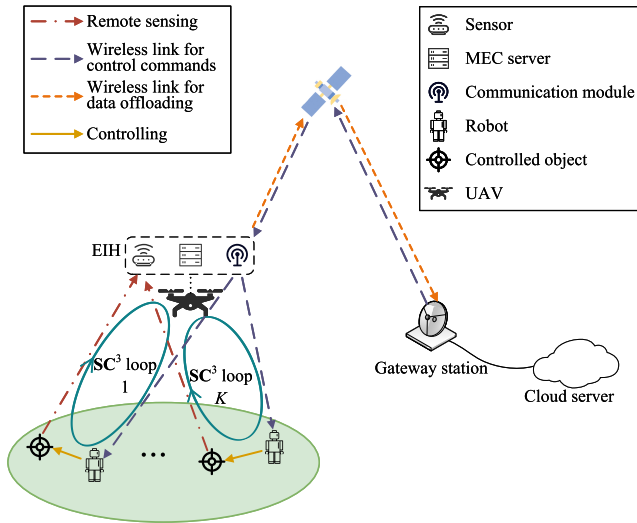 Remote sensing
Wireless link for
control commands
Wireless link for
data offloading
Controlling
Sensor
MEC server
Communication module
Robot
Controlled object
UAV
EIH
SC³ loop
1
SC³ loop
K
...
Gateway station
Cloud server